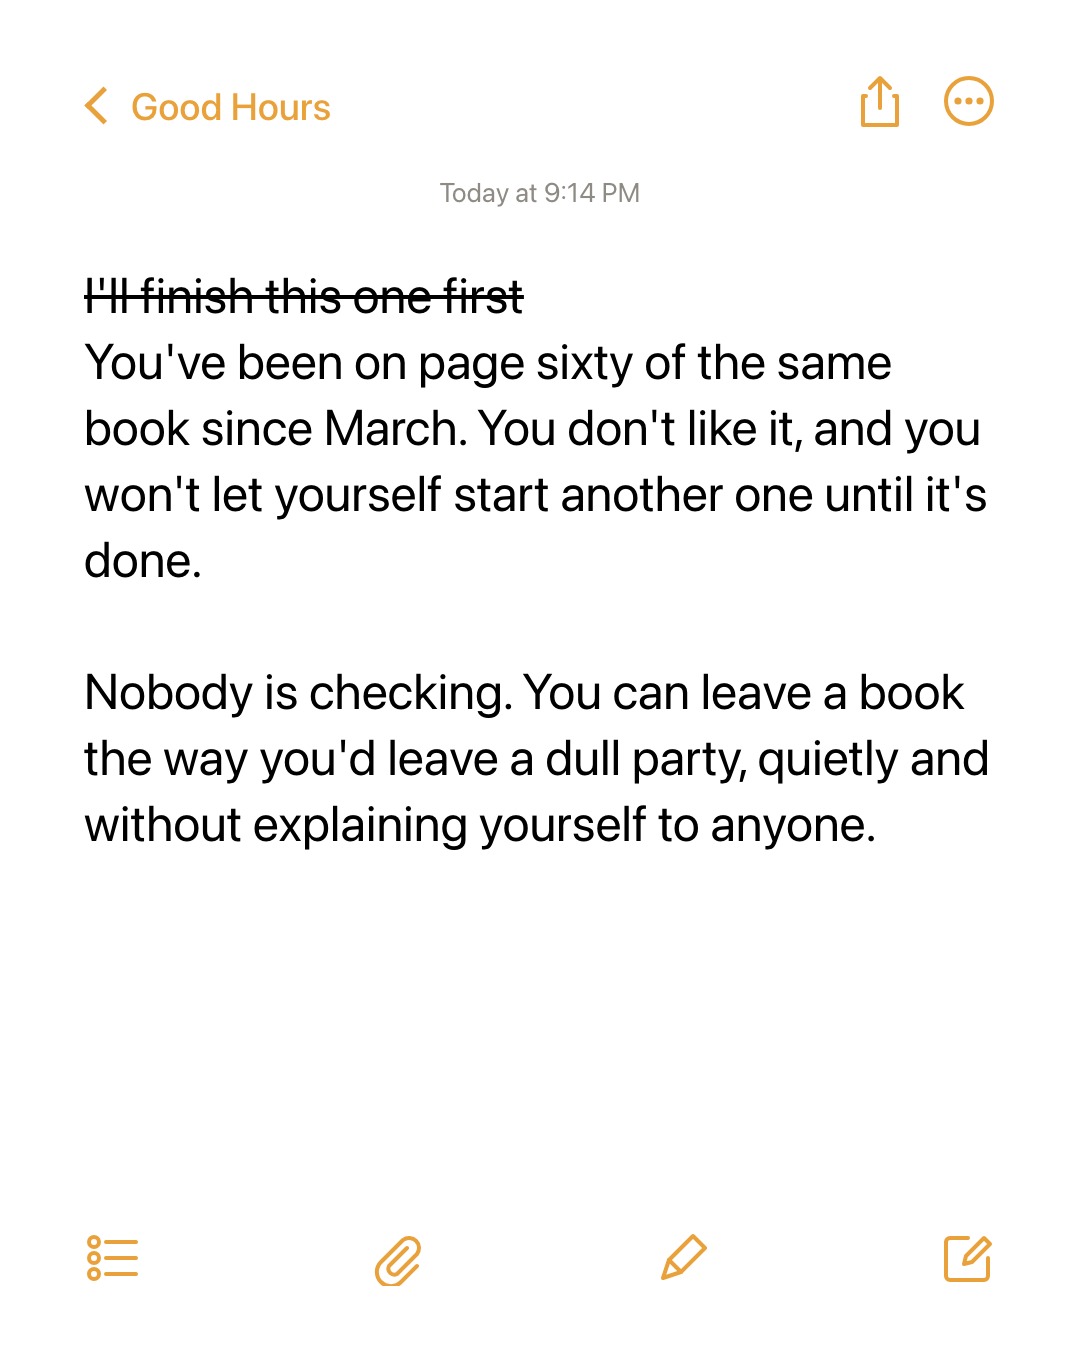 Good Hours
Today at 9:14 PM
I'll finish this one first
You've been on page sixty of the same
book since March. You don't like it, and you
won't let yourself start another one until it's
done.
Nobody is checking. You can leave a book
the way you'd leave a dull party, quietly and
without explaining yourself to anyone.